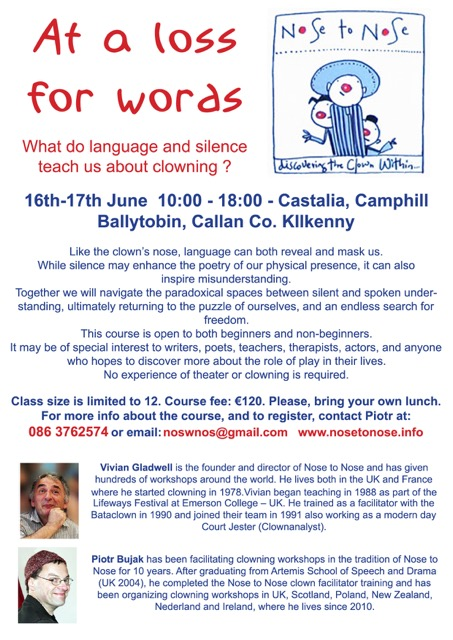 At a loss
for words
NoSe to NoSe
discovering the Clown Within...
What do language and silence
teach us about clowning ?
16th-17th June 10:00 - 18:00 - Castalia, Camphill
Ballytobin, Callan Co. KIlkenny
Like the clown's nose, language can both reveal and mask us.
While silence may enhance the poetry of our physical presence, it can also
inspire misunderstanding.
Together we will navigate the paradoxical spaces between silent and spoken under-
standing, ultimately returning to the puzzle of ourselves, and an endless search for
freedom.
This course is open to both beginners and non-beginners.
It may be of special interest to writers, poets, teachers, therapists, actors, and anyone
who hopes to discover more about the role of play in their lives.
No experience of theater or clowning is required.
Class size is limited to 12. Course fee: €120. Please, bring your own lunch.
For more info about the course, and to register, contact Piotr at:
086 3762574 or email: noswnos@gmail.com www.nosetonose.info
Vivian Gladwell is the founder and director of Nose to Nose and has given
hundreds of workshops around the world. He lives both in the UK and France
where he started clowning in 1978.Vivian began teaching in 1988 as part of the
Lifeways Festival at Emerson College – UK. He trained as a facilitator with the
Bataclown in 1990 and joined their team in 1991 also working as a modern day
Court Jester (Clownanalyst).
Piotr Bujak has been facilitating clowning workshops in the tradition of Nose to
Nose for 10 years. After graduating from Artemis School of Speech and Drama
(UK 2004), he completed the Nose to Nose clown facilitator training and has
been organizing clowning workshops in UK, Scotland, Poland, New Zealand,
Nederland and Ireland, where he lives since 2010.